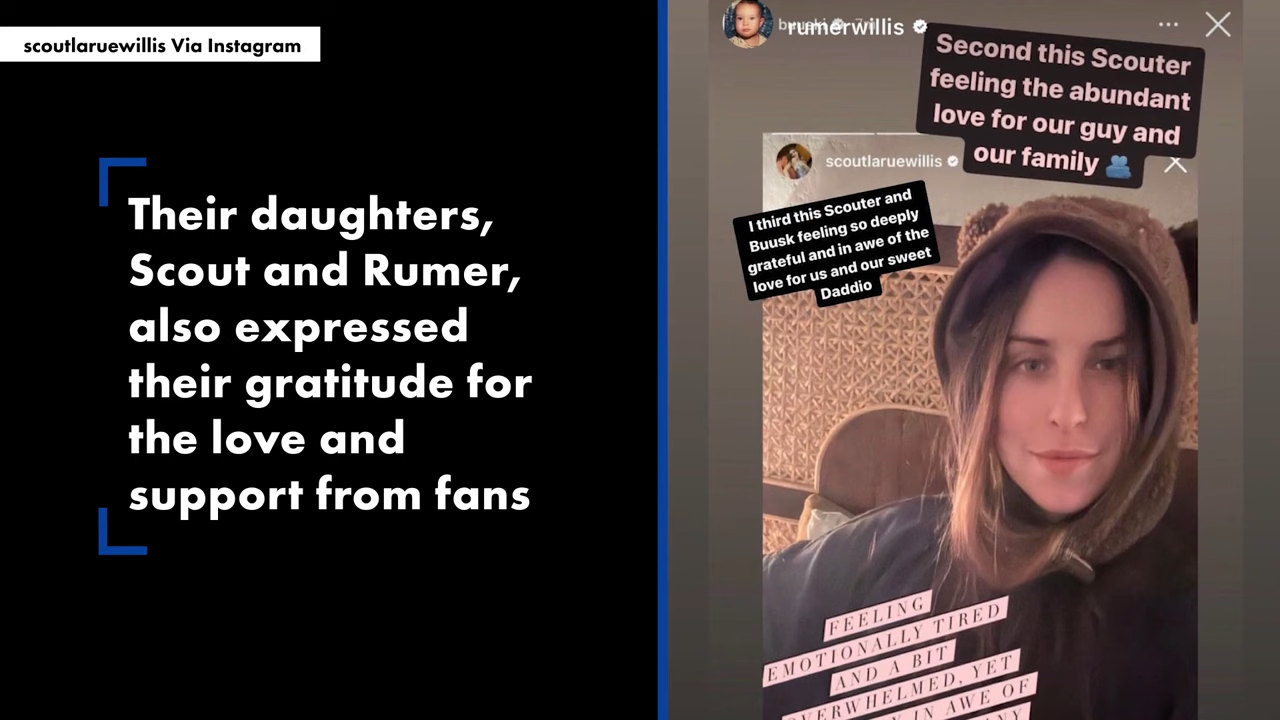 scoutlaruewillis Via Instagram
Their daughters,
Scout and Rumer,
also expressed
their gratitude for
the love and
support from fans
rumerwillis
Second this Scouter
feeling the abundant
love for our guy and
our family 🫂
scoutlaruewillis
I third this Scouter and
Buusk feeling so deeply
grateful and in awe of the
love for us and our sweet
Daddio
FEELING
EMOTIONALLY TIRED
AND A BIT
OVERWHELMED, YET
IN AWE OF